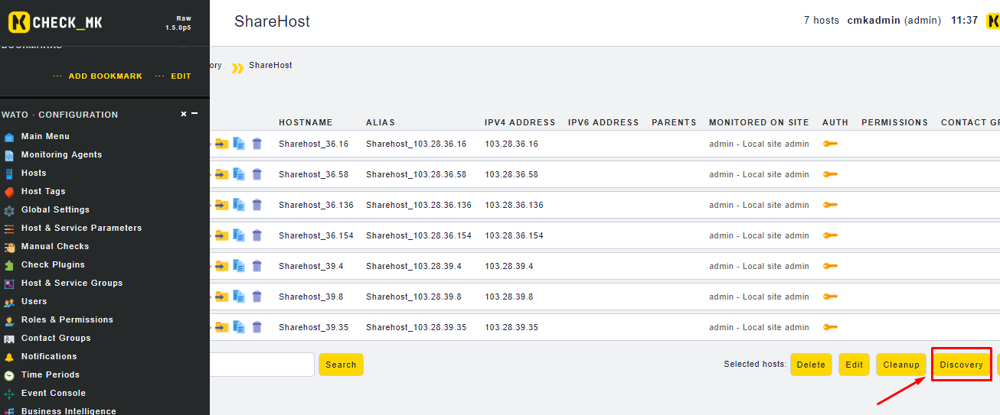 CHECK_MK
Raw
1.5.0p5
ShareHost
7 hosts cmkadmin (admin) 11:37
BOOKMARKS
ADD BOOKMARK
EDIT
WATO · CONFIGURATION
Main Menu
Monitoring Agents
Hosts
Host Tags
Global Settings
Host & Service Parameters
Manual Checks
Check Plugins
Host & Service Groups
Users
Roles & Permissions
Contact Groups
Notifications
Time Periods
Event Console
Business Intelligence
ory ShareHost
HOSTNAME ALIAS IPV4 ADDRESS IPV6 ADDRESS PARENTS MONITORED ON SITE AUTH PERMISSIONS CONTACT GR
Sharehost_36.16 Sharehost_103.28.36.16 103.28.36.16 admin - Local site admin
Sharehost_36.58 Sharehost_103.28.36.58 103.28.36.58 admin - Local site admin
Sharehost_36.136 Sharehost_103.28.36.136 103.28.36.136 admin - Local site admin
Sharehost_36.154 Sharehost_103.28.36.154 103.28.36.154 admin - Local site admin
Sharehost_39.4 Sharehost_103.28.39.4 103.28.39.4 admin - Local site admin
Sharehost_39.8 Sharehost_103.28.39.8 103.28.39.8 admin - Local site admin
Sharehost_39.35 Sharehost_103.28.39.35 103.28.39.35 admin - Local site admin
Search
Selected hosts: Delete Edit Cleanup Discovery